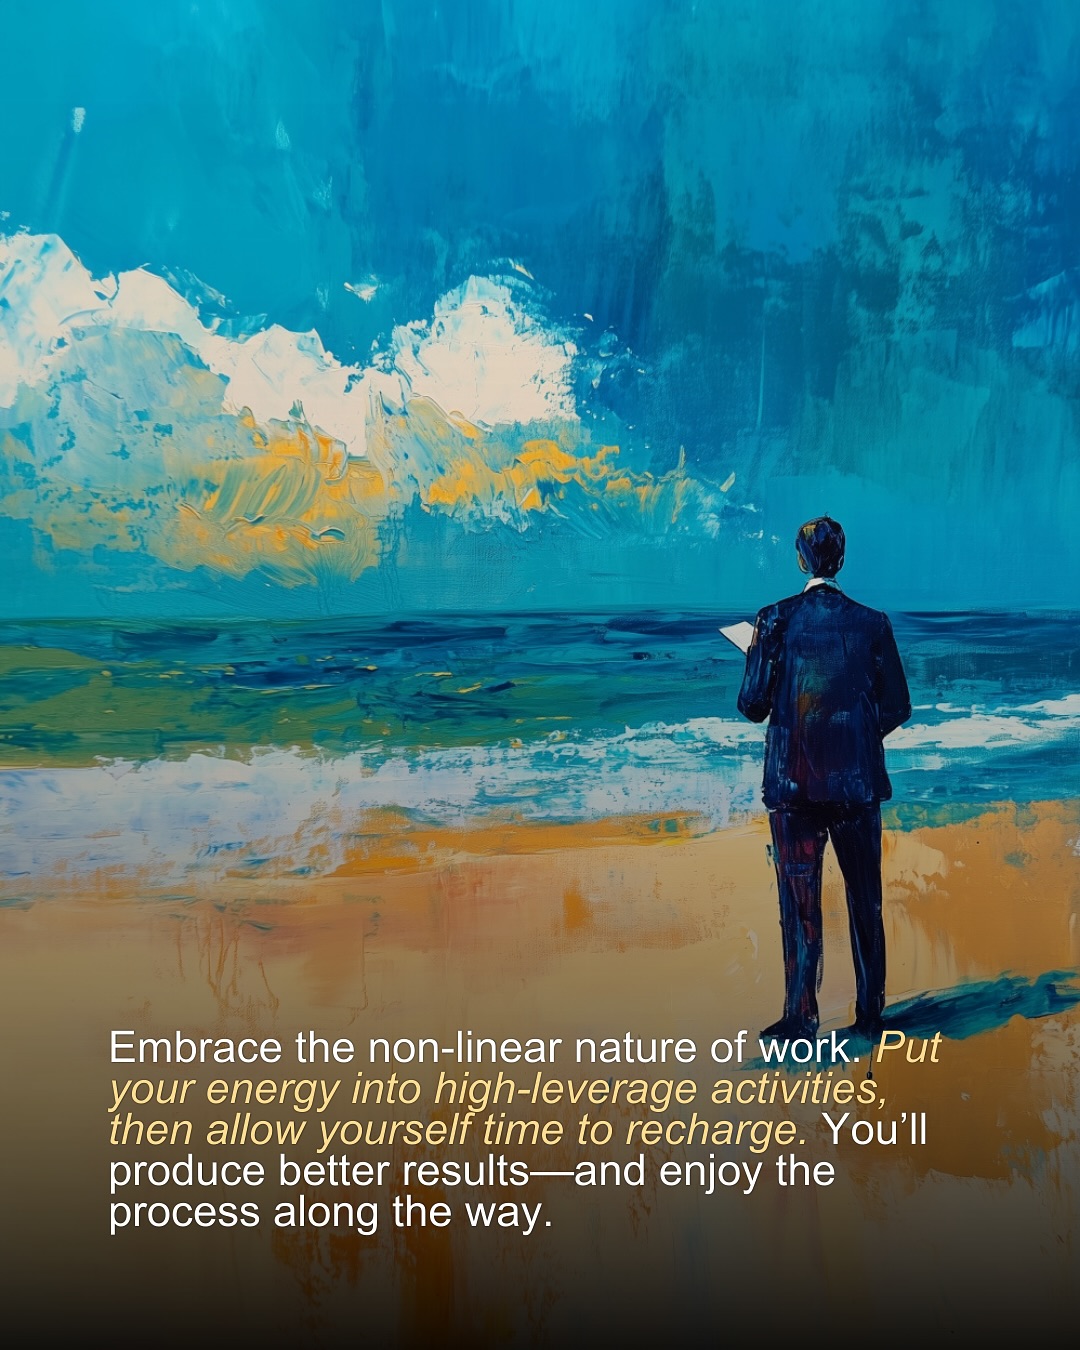 Embrace the non-linear nature of work. Put
your energy into high-leverage activities,
then allow yourself time to recharge. You’ll
produce better results—and enjoy the
process along the way.